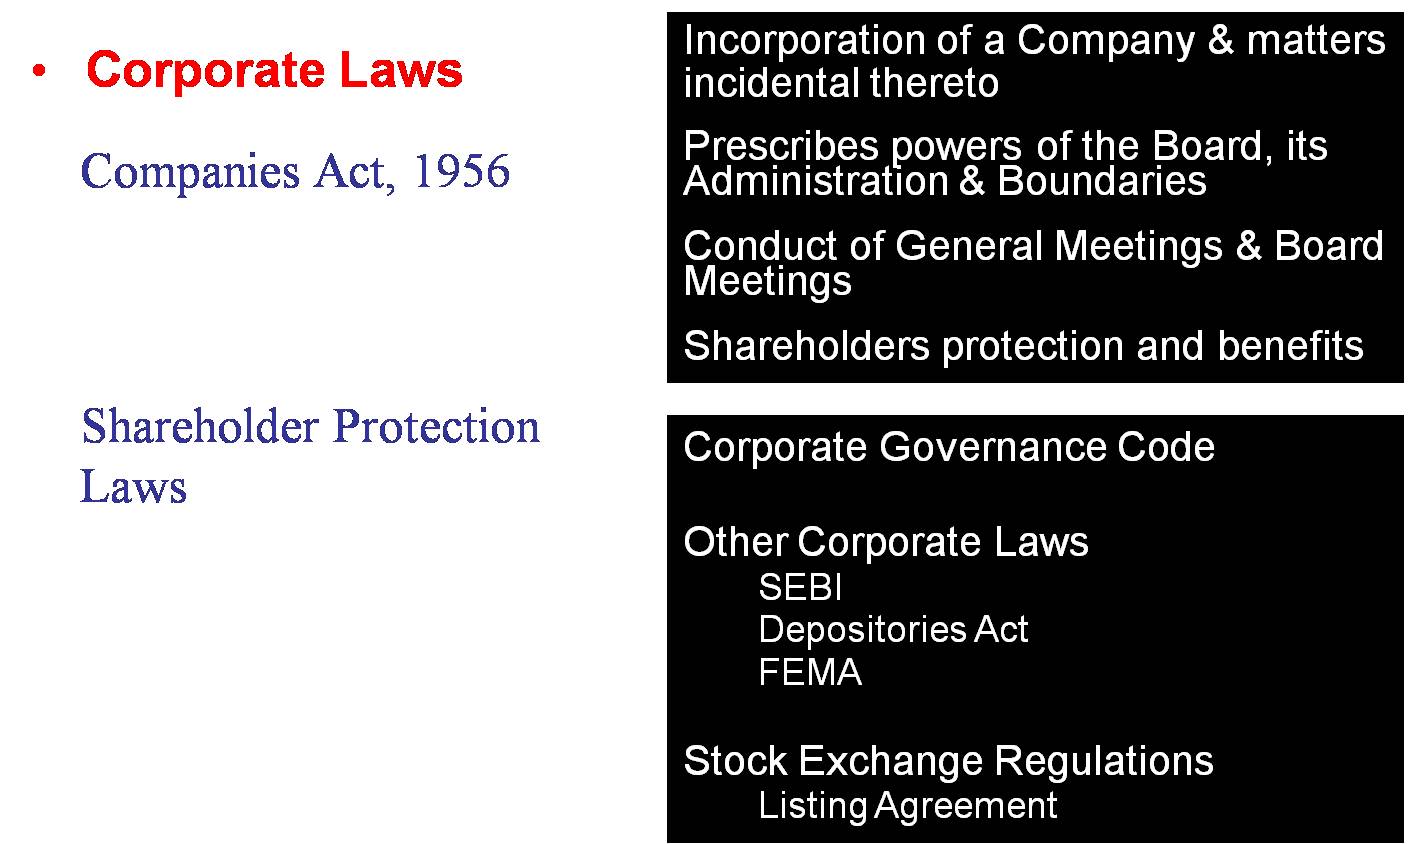 • Corporate Laws
Companies Act, 1956
Incorporation of a Company & matters
incidental thereto
Prescribes powers of the Board, its
Administration & Boundaries
Conduct of General Meetings & Board
Meetings
Shareholders protection and benefits
Shareholder Protection
Laws
Corporate Governance Code
Other Corporate Laws
SEBI
Depositories Act
FEMA
Stock Exchange Regulations
Listing Agreement